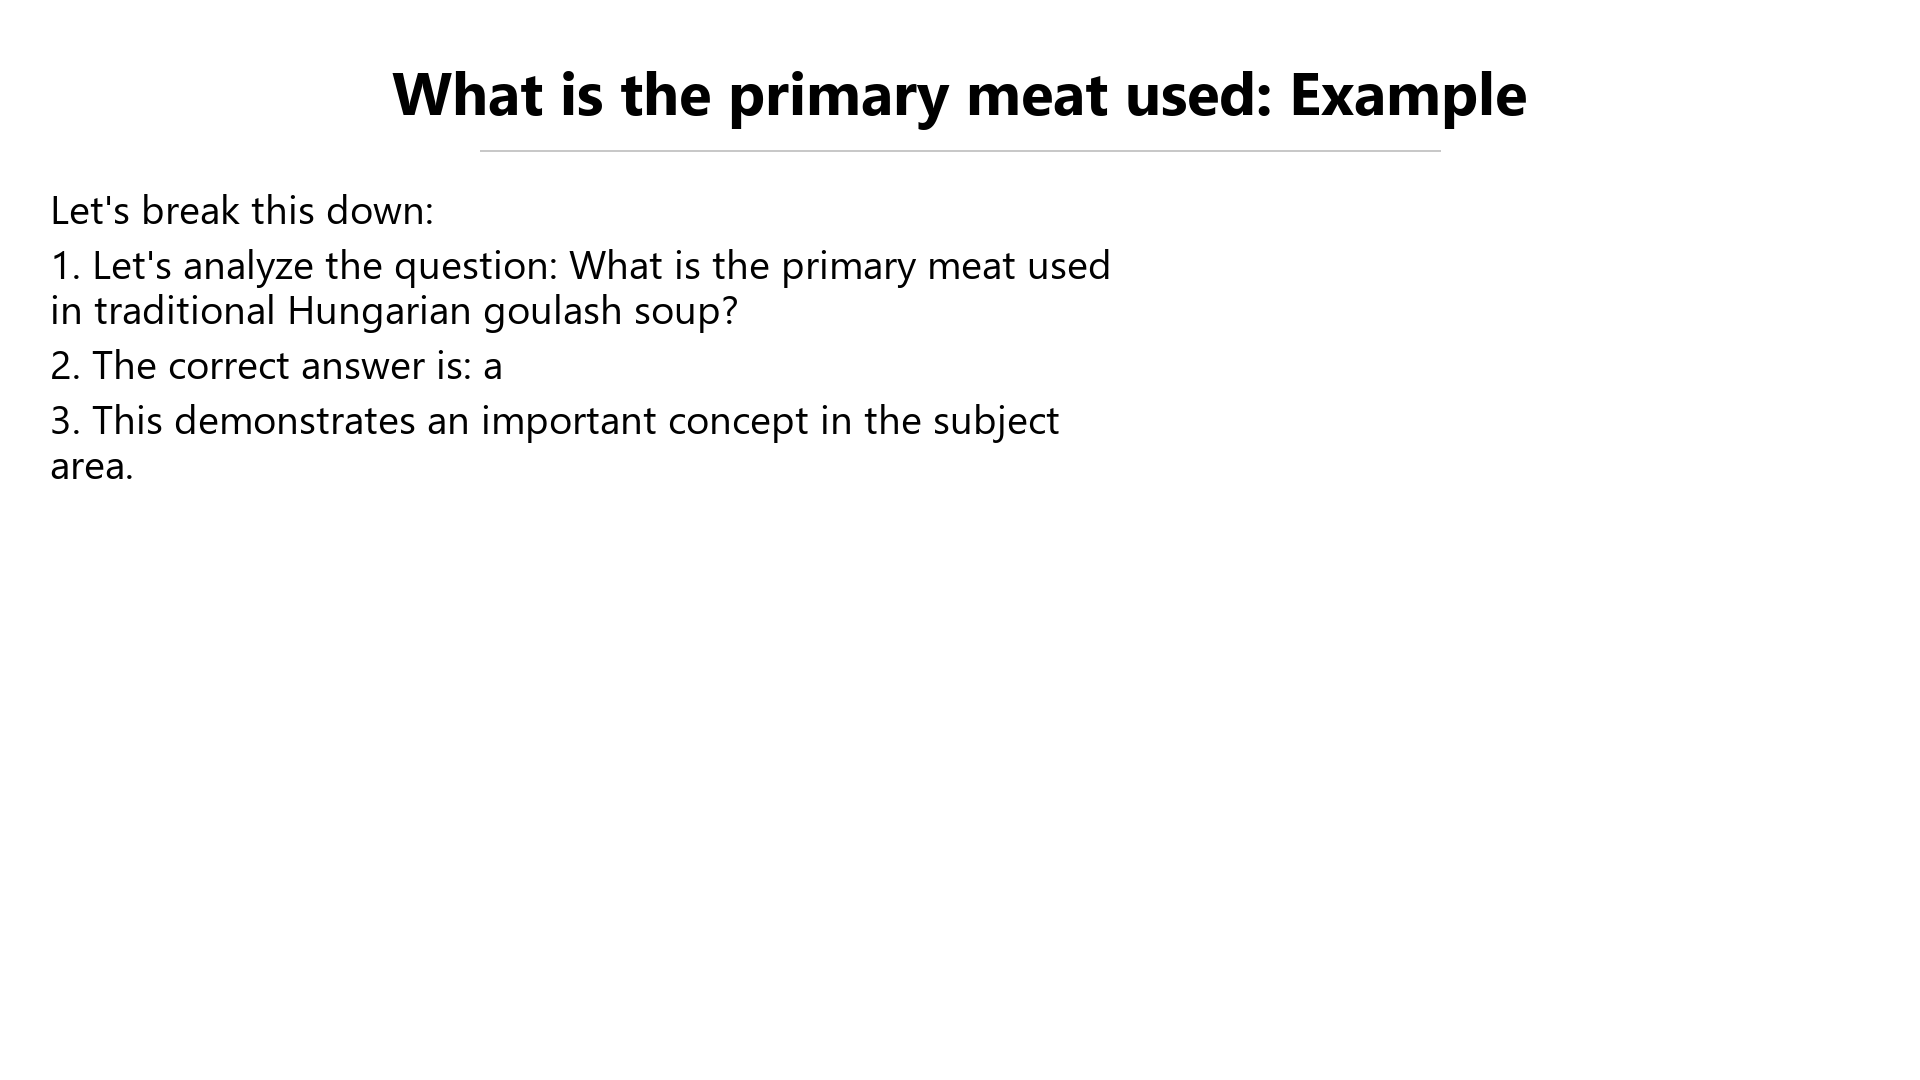 What is the primary meat used: Example
Let's break this down:
1. Let's analyze the question: What is the primary meat used
in traditional Hungarian goulash soup?
2. The correct answer is: a
3. This demonstrates an important concept in the subject
area.